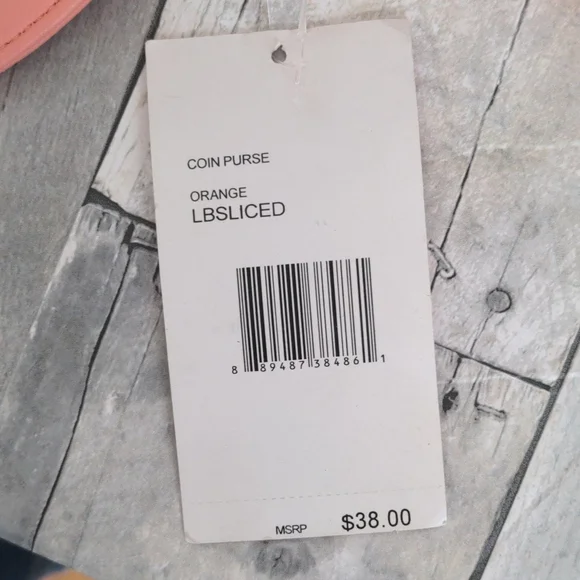 COIN PURSE
ORANGE
LBSLICED
8 89487 38486 1
MSRP $38.00